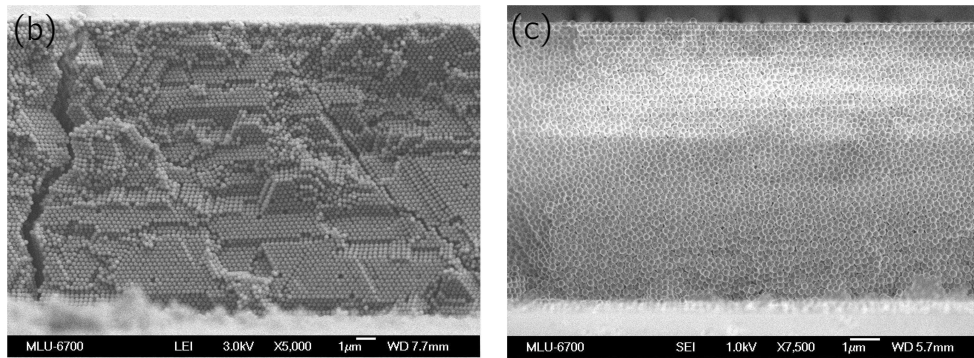 (b)
MLU-6700 LEI 3.0kV X5,000 1μm WD 7.7mm
(c)
MLU-6700 SEI 1.0kV X7,500 1μm WD 5.7mm